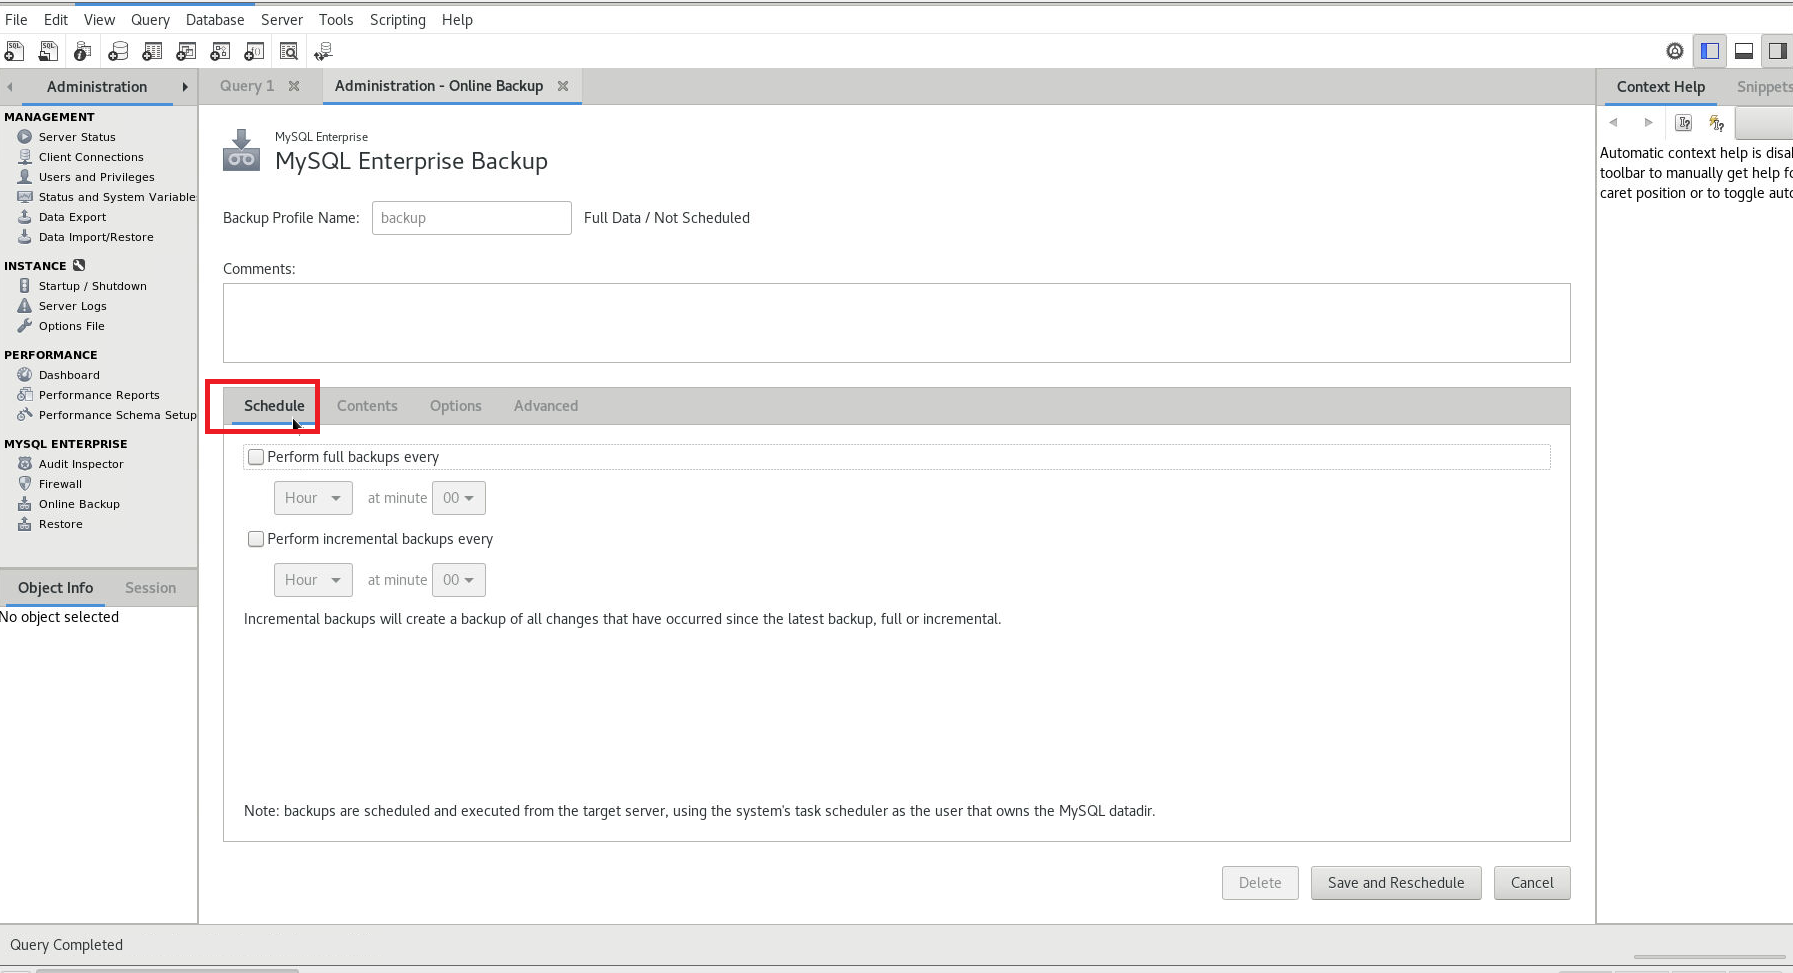 File Edit View Query Database Server Tools Scripting Help
Administration
Query 1
Administration - Online Backup
Context Help
Snippets
MANAGEMENT
Server Status
Client Connections
Users and Privileges
Status and System Variable
Data Export
Data Import/Restore
INSTANCE
Startup / Shutdown
Server Logs
Options File
PERFORMANCE
Dashboard
Performance Reports
Performance Schema Setup
MYSQL ENTERPRISE
Audit Inspector
Firewall
Online Backup
Restore
Object Info Session
No object selected
MySQL Enterprise
MySQL Enterprise Backup
Backup Profile Name: backup Full Data / Not Scheduled
Comments:
Schedule Contents Options Advanced
Perform full backups every
Hour at minute 00
Perform incremental backups every
Hour at minute 00
Incremental backups will create a backup of all changes that have occurred since the latest backup, full or incremental.
Note: backups are scheduled and executed from the target server, using the system's task scheduler as the user that owns the MySQL datadir.
Delete Save and Reschedule Cancel
Automatic context help is disa
toolbar to manually get help fo
caret position or to toggle auto
Query Completed